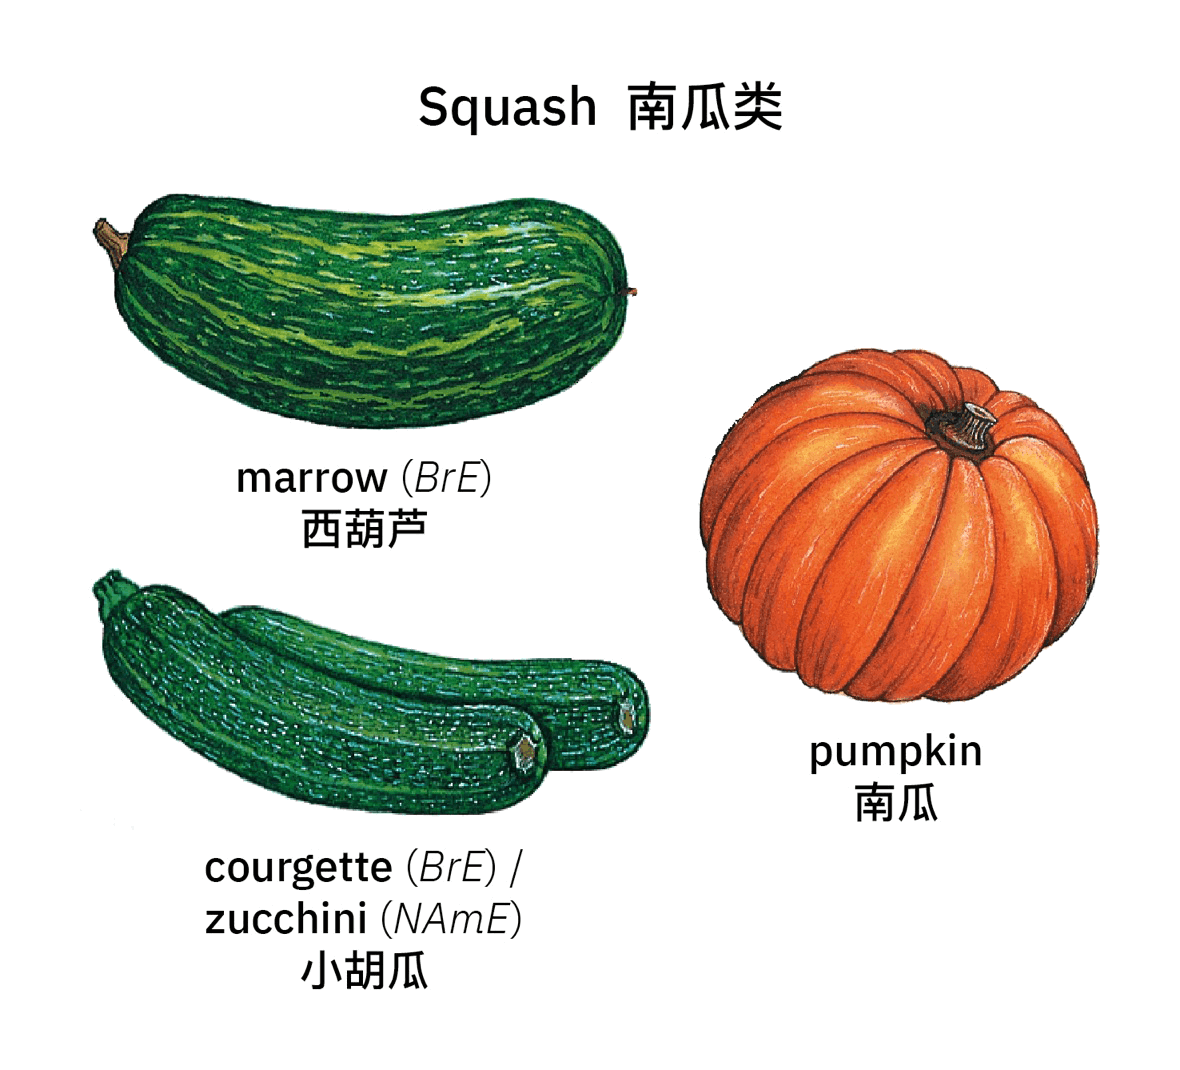 Squash 南瓜类
marrow (BrE)
西葫芦
pumpkin
南瓜
courgette (BrE) /
zucchini (NAmE)
小胡瓜